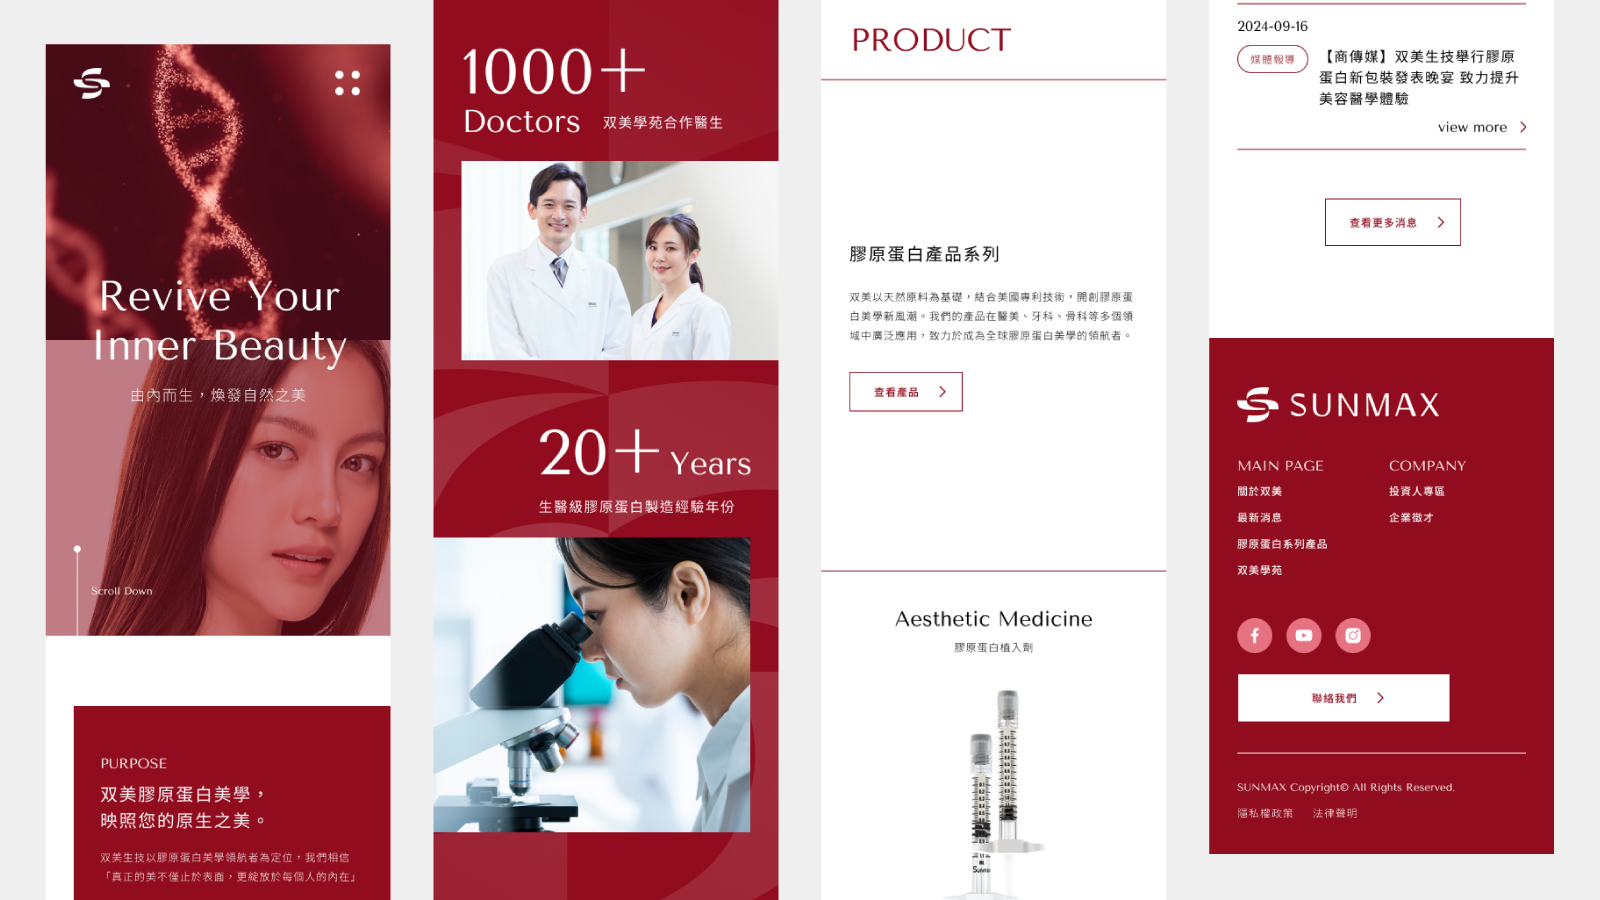 Revive Your
Inner Beauty
由內而生，煥發自然之美
Scroll Down
PURPOSE
双美膠原蛋白美學，
映照您的原生之美。
双美生技以膠原蛋白美學領航者為定位，我們相信
「真正的美不僅止於表面，更綻放於每個人的內在」
1000+
Doctors 双美學苑合作醫生
20+ Years
生醫級膠原蛋白製造經驗年份
PRODUCT
膠原蛋白產品系列
双美以天然原料為基礎，結合美國專利技術，開創膠原蛋
白美學新風潮。我們的產品在醫美、牙科、骨科等多個領
域中廣泛應用，致力於成為全球膠原蛋白美學的領航者。
查看產品
Aesthetic Medicine
膠原蛋白植入劑
Sunmax
2024-09-16
媒體報導
【商傳媒】双美生技舉行膠原
蛋白新包裝發表晚宴 致力提升
美容醫學體驗
view more
查看更多消息
SUNMAX
MAIN PAGE
關於双美
最新消息
膠原蛋白系列產品
双美學苑
COMPANY
投資人專區
企業徵才
聯絡我們
SUNMAX Copyright© All Rights Reserved.
隱私權政策 法律聲明